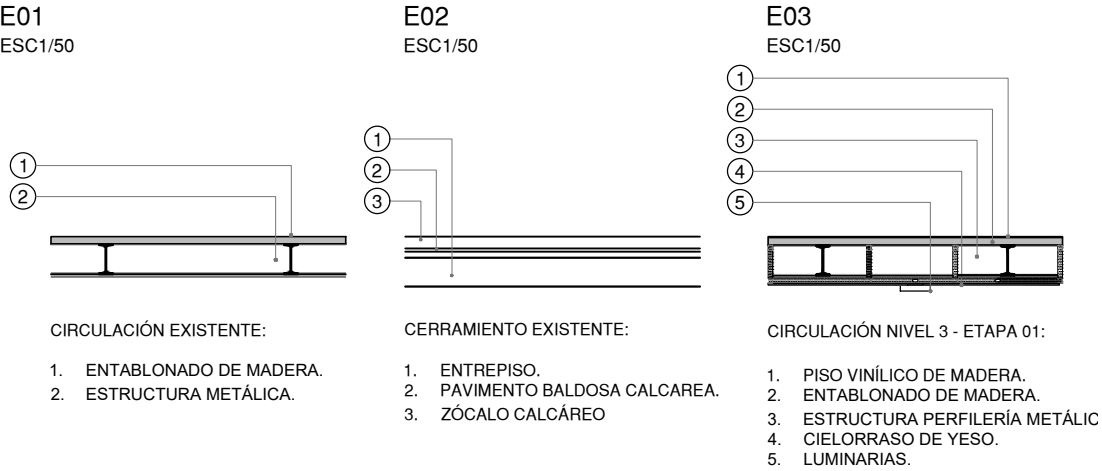 E01
ESC1/50
1
2
CIRCULACIÓN EXISTENTE:
1. ENTABLONADO DE MADERA.
2. ESTRUCTURA METÁLICA.
E02
ESC1/50
1
2
3
CERRAMIENTO EXISTENTE:
1. ENTREPISO.
2. PAVIMENTO BALDOSA CALCAREA.
3. ZÓCALO CALCÁREO
E03
ESC1/50
1
2
3
4
5
CIRCULACIÓN NIVEL 3 - ETAPA 01:
1. PISO VINÍLICO DE MADERA.
2. ENTABLONADO DE MADERA.
3. ESTRUCTURA PERFILERÍA METÁLIC
4. CIELORRASO DE YESO.
5. LUMINARIAS.